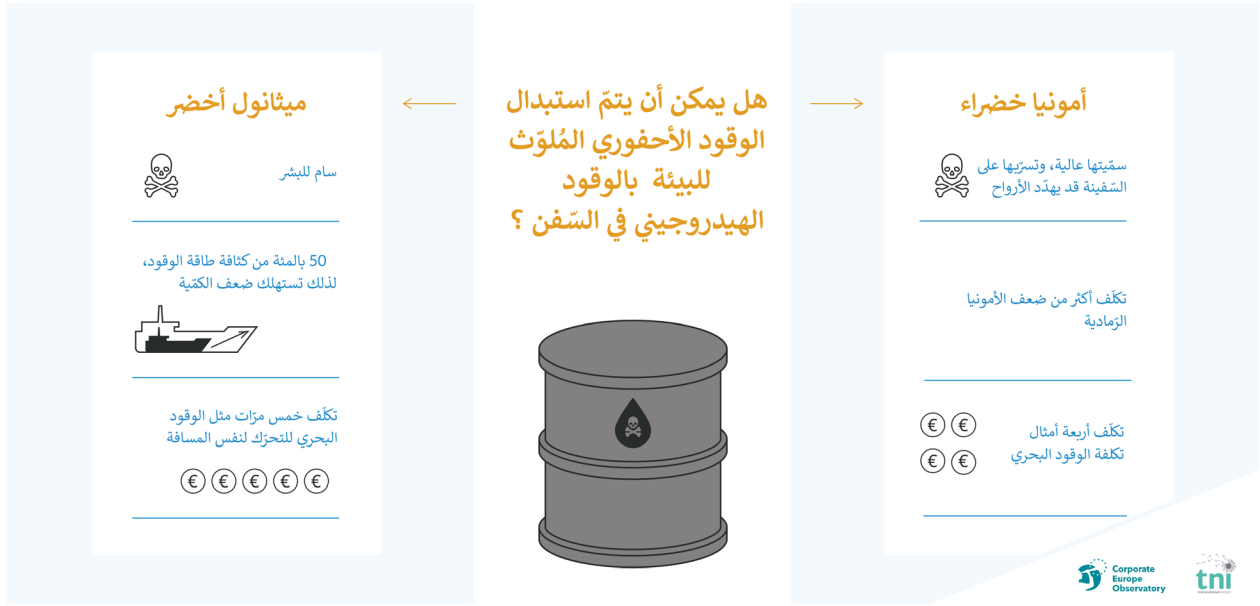 هل يمكن أن يتمّ استبدال
الوقود الأحفوري المُلوّث
للبيئة بالوقود
الهيدروجيني في السّفن ؟
أمونيا خضراء
سمّيتها عالية، وتسرّبها على
السّفينة قد يهدّد الأرواح
تكلّف أكثر من ضعف الأمونيا
الرّمادية
تكلّف أربعة أمثال
تكلفة الوقود البحري
€ €
€ €
ميثانول أخضر
سام للبشر
50 بالمئة من كثافة طاقة الوقود،
لذلك تستهلك ضعف الكمّية
تكلّف خمس مرّات مثل الوقود
البحري للتحرّك لنفس المسافة
€ € € € €
Corporate
Europe
Observatory
tni